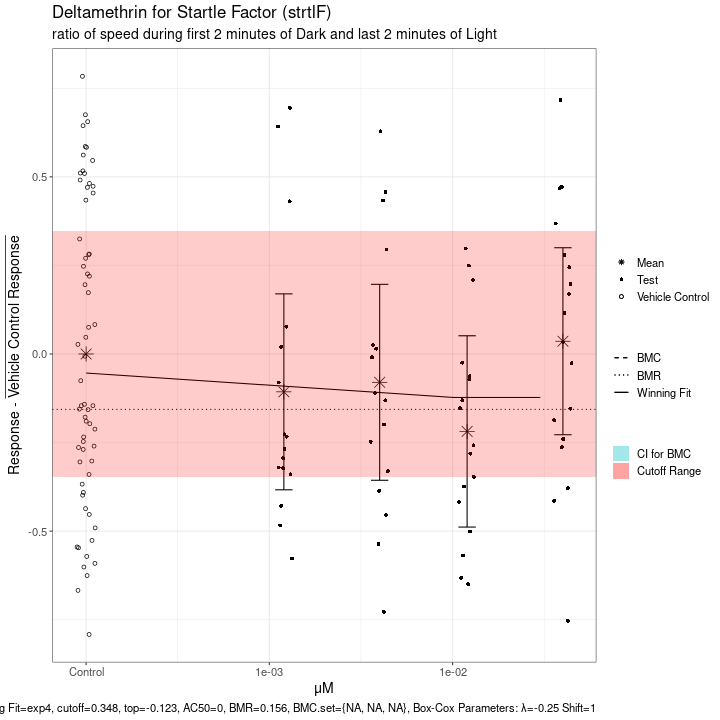 Deltamethrin for Startle Factor (strtlF)
ratio of speed during first 2 minutes of Dark and last 2 minutes of Light
Response - Vehicle Control Response
0.5
0.0
-0.5
Control
1e-03
1e-02
μM
Mean
Test
Vehicle Control
BMC
BMR
Winning Fit
CI for BMC
Cutoff Range
g Fit=exp4, cutoff=0.348, top=-0.123, AC50=0, BMR=0.156, BMC.set={NA, NA, NA}, Box-Cox Parameters: λ=-0.25 Shift=1